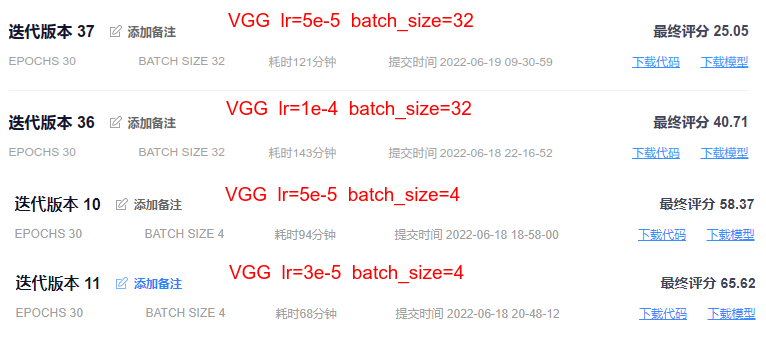 VGG lr=5e-5 batch_size=32
迭代版本 37 添加备注 最终评分 25.05
EPOCHS 30 BATCH SIZE 32 耗时121分钟 提交时间 2022-06-19 09-30-59 下载代码 下载模型
VGG lr=1e-4 batch_size=32
迭代版本 36 添加备注 最终评分 40.71
EPOCHS 30 BATCH SIZE 32 耗时143分钟 提交时间 2022-06-18 22-16-52 下载代码 下载模型
VGG lr=5e-5 batch_size=4
迭代版本 10 添加备注 最终评分 58.37
EPOCHS 30 BATCH SIZE 4 耗时94分钟 提交时间 2022-06-18 18-58-00 下载代码 下载模型
VGG lr=3e-5 batch_size=4
迭代版本 11 添加备注 最终评分 65.62
EPOCHS 30 BATCH SIZE 4 耗时68分钟 提交时间 2022-06-18 20-48-12 下载代码 下载模型